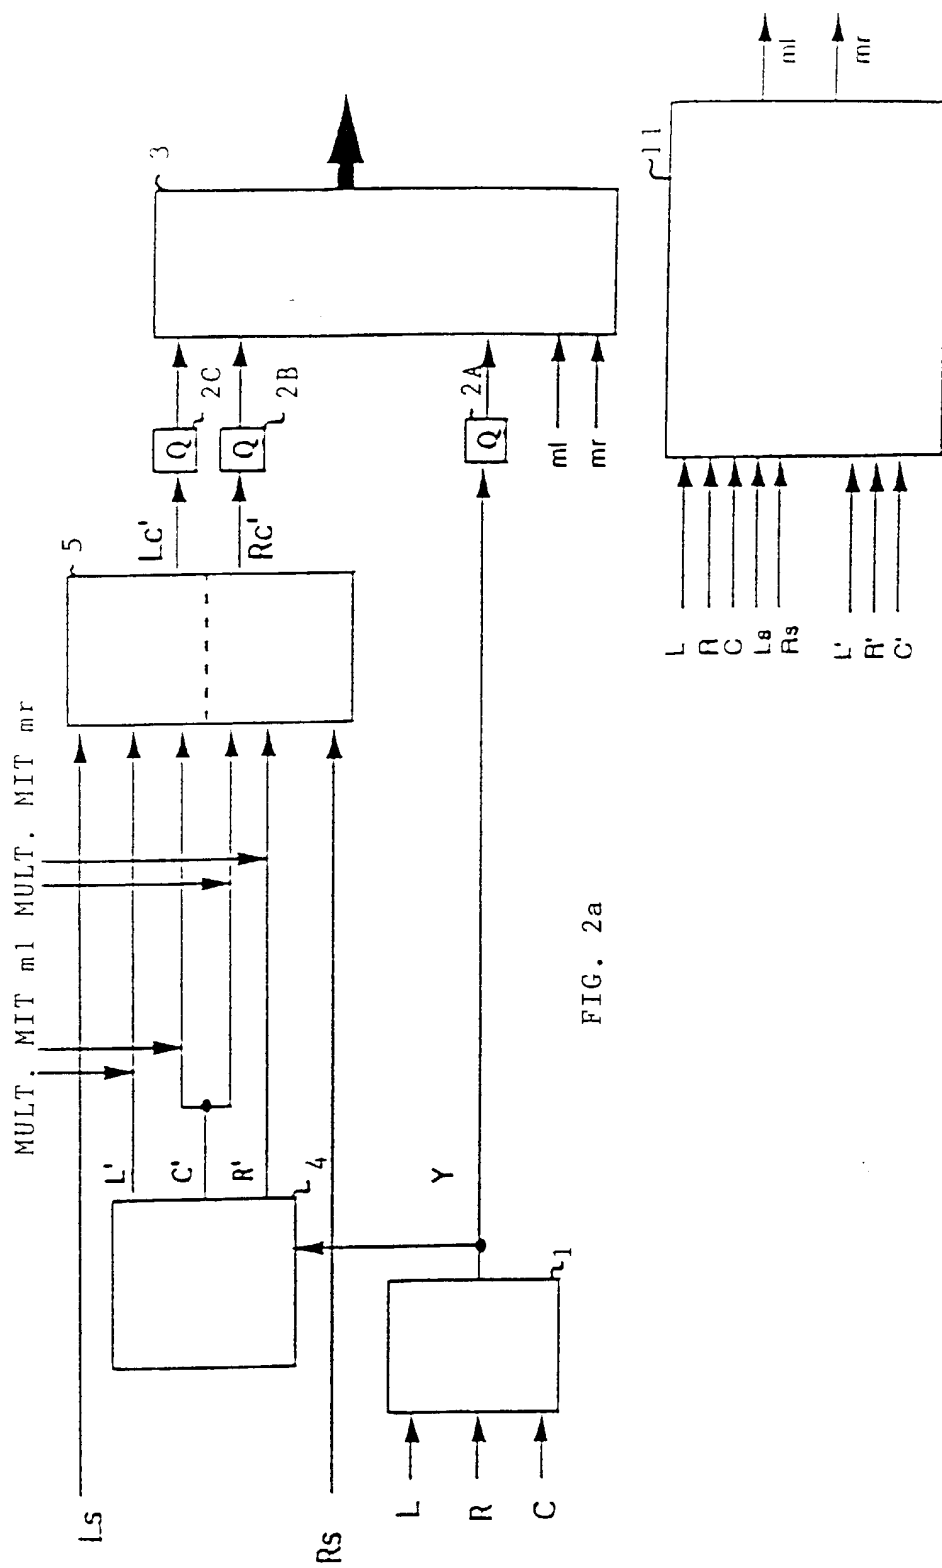 MULT. MIT ml MULT. MIT mr
Ls
L'
C'
R'
4
5
Lc'
Q
2C
Rc'
Q
2B
3
Rs
L
R
C
1
Y
Q
2A
ml
mr
FIG. 2a
L
R
C
Ls
Rs
L'
R'
C'
11
ml
mr